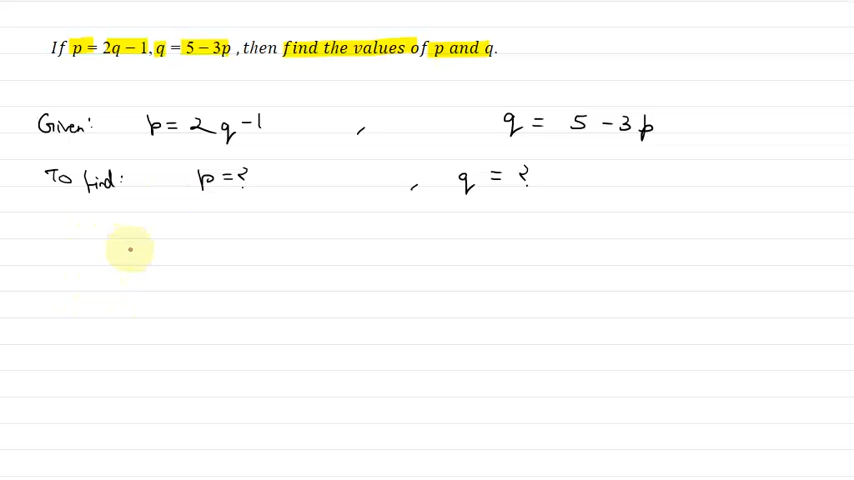 If p = 2q − 1, q = 5 − 3p , then find the values of p and q.
Given: p = 2q - 1 , q = 5 - 3p
To find: p = ? , q = ?